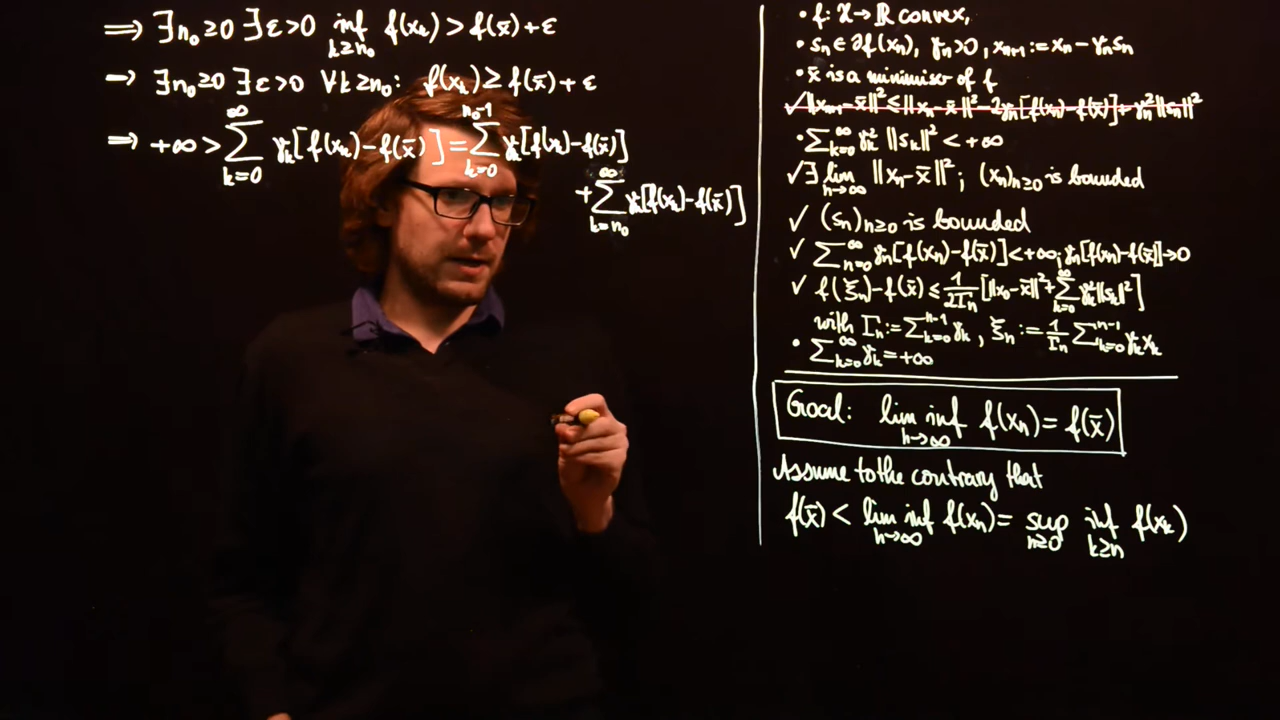 ⇒ ∃n₀≥0 ∃ε>0 inf_{k≥n₀} f(x_k) > f(x̄)+ε
→ ∃n₀≥0 ∃ε>0 ∀k≥n₀: f(x_k) ≥ f(x̄)+ε
⇒ +∞ > ∑_{k=0}^{∞} γ_k[f(x_k)-f(x̄)] = ∑_{k=0}^{n₀-1} γ_k[f(x_k)-f(x̄)]
+ ∑_{k=n₀}^{∞} γ_k[f(x_k)-f(x̄)]
• f: X→ℝ convex,
• s_n ∈ ∂f(x_n), γ_n>0, x_{n+1} := x_n - γ_n s_n
• x̄ is a minimiser of f
✓ ‖x_{n+1}-x̄‖² ≤ ‖x_n-x̄‖² - 2γ_n[f(x_n)-f(x̄)] + γ_n²‖s_n‖²
• ∑_{k=0}^{∞} γ_k² ‖s_k‖² < +∞
✓ ∃ lim_{n→∞} ‖x_n-x̄‖²; (x_n)_{n≥0} is bounded
✓ (s_n)_{n≥0} is bounded
✓ ∑_{n=0}^{∞} γ_n[f(x_n)-f(x̄)] < +∞; γ_n[f(x_n)-f(x̄)]→0
✓ f(ξ_n)-f(x̄) ≤ 1/(2Γ_n) [‖x₀-x̄‖² + ∑_{k=0}^{∞} γ_k²‖s_k‖²]
with Γ_n := ∑_{k=0}^{n-1} γ_k, ξ_n := 1/Γ_n ∑_{k=0}^{n-1} γ_k x_k
• ∑_{k=0}^{∞} γ_k = +∞
Goal: lim inf_{n→∞} f(x_n) = f(x̄)
Assume to the contrary that
f(x̄) < lim inf_{n→∞} f(x_n) = sup_{n≥0} inf_{k≥n} f(x_k)